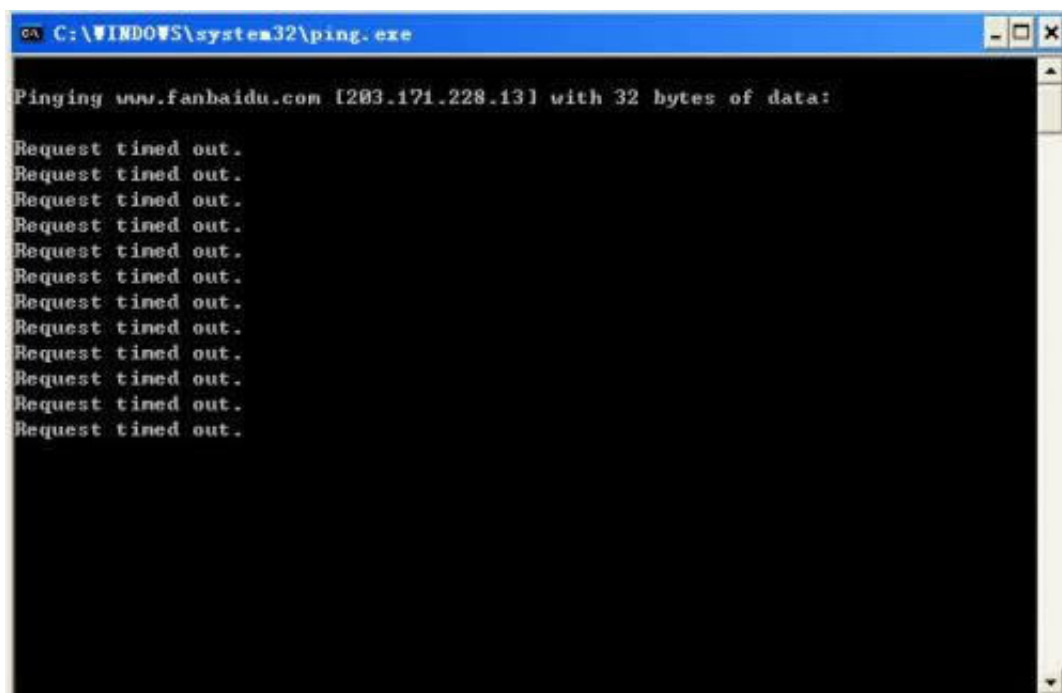 C:\WINDOWS\system32\ping.exe
Pinging www.fanbaidu.com [203.171.228.13] with 32 bytes of data:
Request timed out.
Request timed out.
Request timed out.
Request timed out.
Request timed out.
Request timed out.
Request timed out.
Request timed out.
Request timed out.
Request timed out.
Request timed out.
Request timed out.